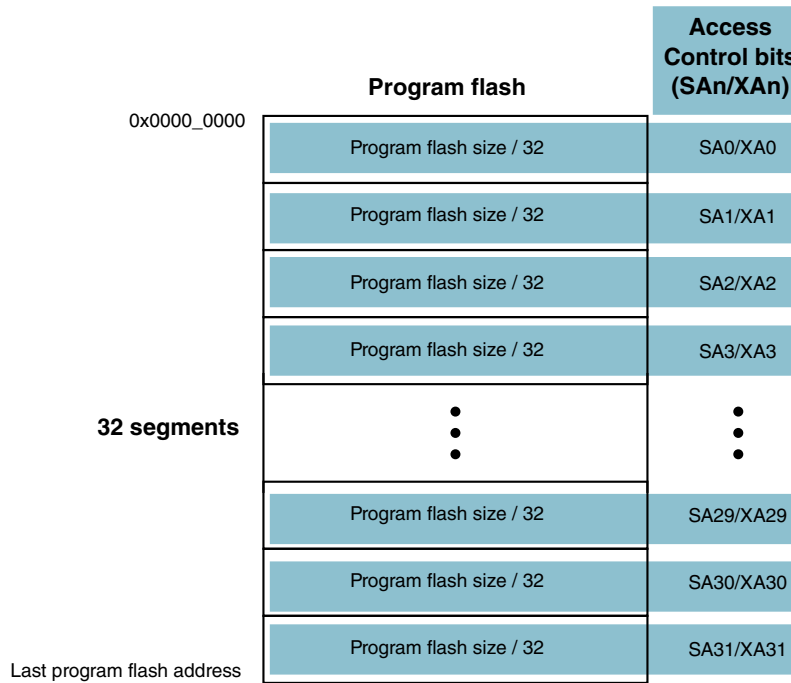 Access
Control bits
(SAn/XAn)
Program flash
0x0000_0000
Program flash size / 32
SA0/XA0
Program flash size / 32
SA1/XA1
Program flash size / 32
SA2/XA2
Program flash size / 32
SA3/XA3
32 segments
Program flash size / 32
SA29/XA29
Program flash size / 32
SA30/XA30
Program flash size / 32
SA31/XA31
Last program flash address